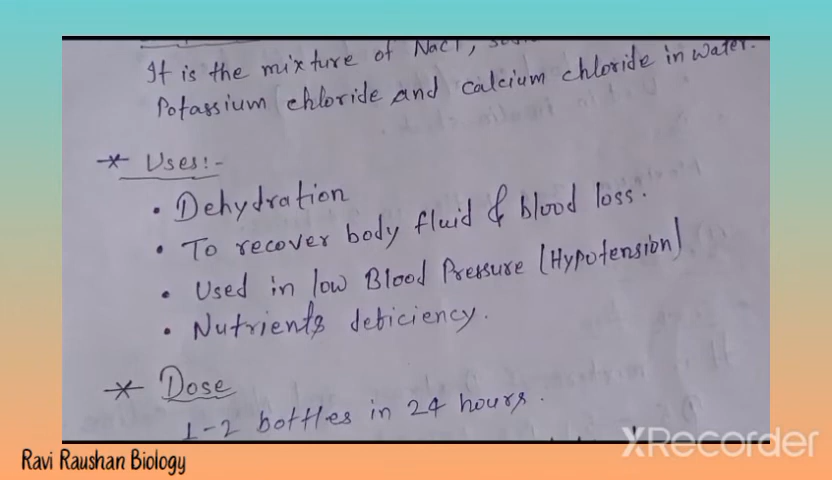 It is the mixture of NaCl,
Potassium chloride and calcium chloride in water.
* Uses:-
• Dehydration
• To recover body fluid & blood loss.
• Used in low Blood Pressure (Hypotension)
• Nutrients deficiency.
* Dose
1-2 bottles in 24 hours.
XRecorder
Ravi Raushan Biology